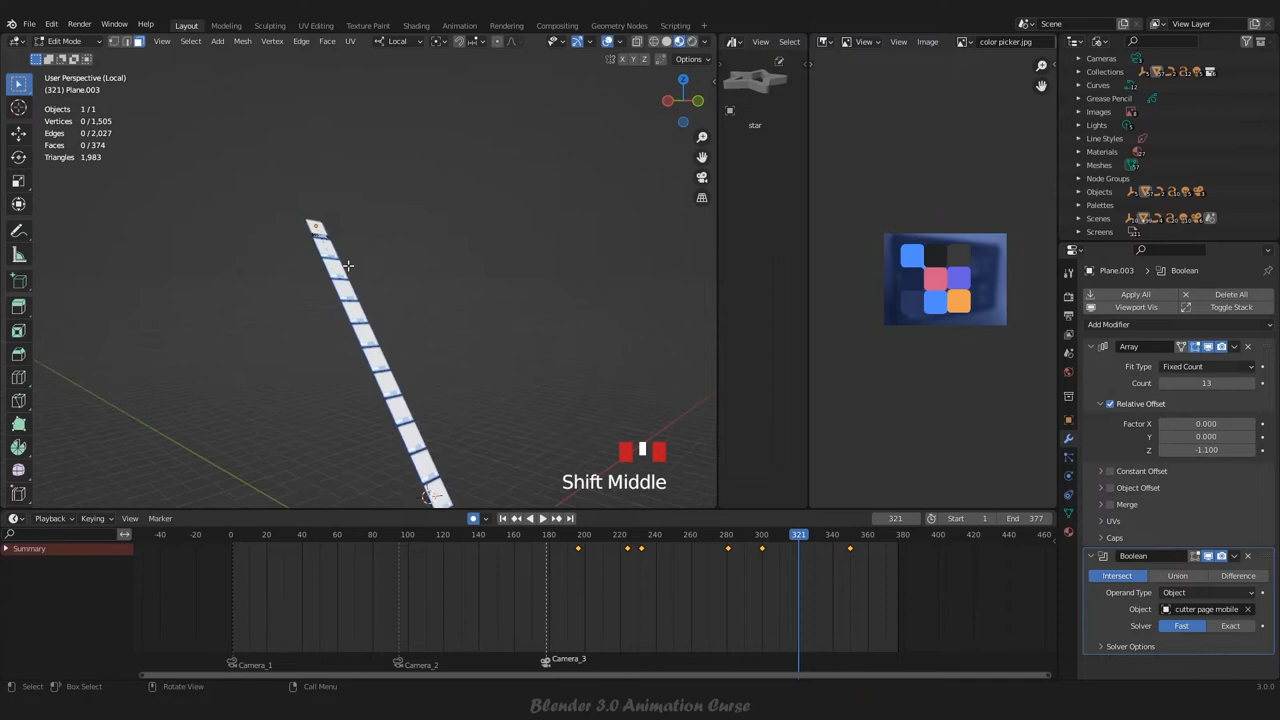 File Edit Render Window Help Layout Modeling Sculpting UV Editing Texture Paint Shading Animation Rendering Compositing Geometry Nodes Scripting + Scene View Layer
Edit Mode View Select Add Mesh Vertex Edge Face UV Local View Select View Image color picker.jpg
X Y Z Options
User Perspective (Local)
(321) Plane.003
Objects 1/1
Vertices 0/1,505
Edges 0/2,027
Faces 0/374
Triangles 1,983
Z
star
Cameras 3
Collections
Curves 12
Grease Pencil
Images 8
Lights 5
Line Styles
Materials 27
Meshes 57
Node Groups
Objects
Palettes
Scenes
Screens 11
Plane.003 > Boolean
Apply All Delete All
Viewport Vis Toggle Stack
Add Modifier
Array
Fit Type Fixed Count
Count 13
Relative Offset
Factor X 0.000
Y 0.000
Z -1.100
Constant Offset
Object Offset
Merge
UVs
Caps
Boolean
Intersect Union Difference
Operand Type Object
Object cutter page mobile
Solver Fast Exact
Solver Options
Shift Middle
Playback Keying View Marker 321 Start 1 End 377
-40 -20 0 20 40 60 80 100 120 140 160 180 200 220 240 260 280 300 321 340 360 380 400 420 440 460
Summary
Camera_1 Camera_2 Camera_3
Select Box Select Rotate View Call Menu 3.0.0
Blender 3.0 Animation Curse